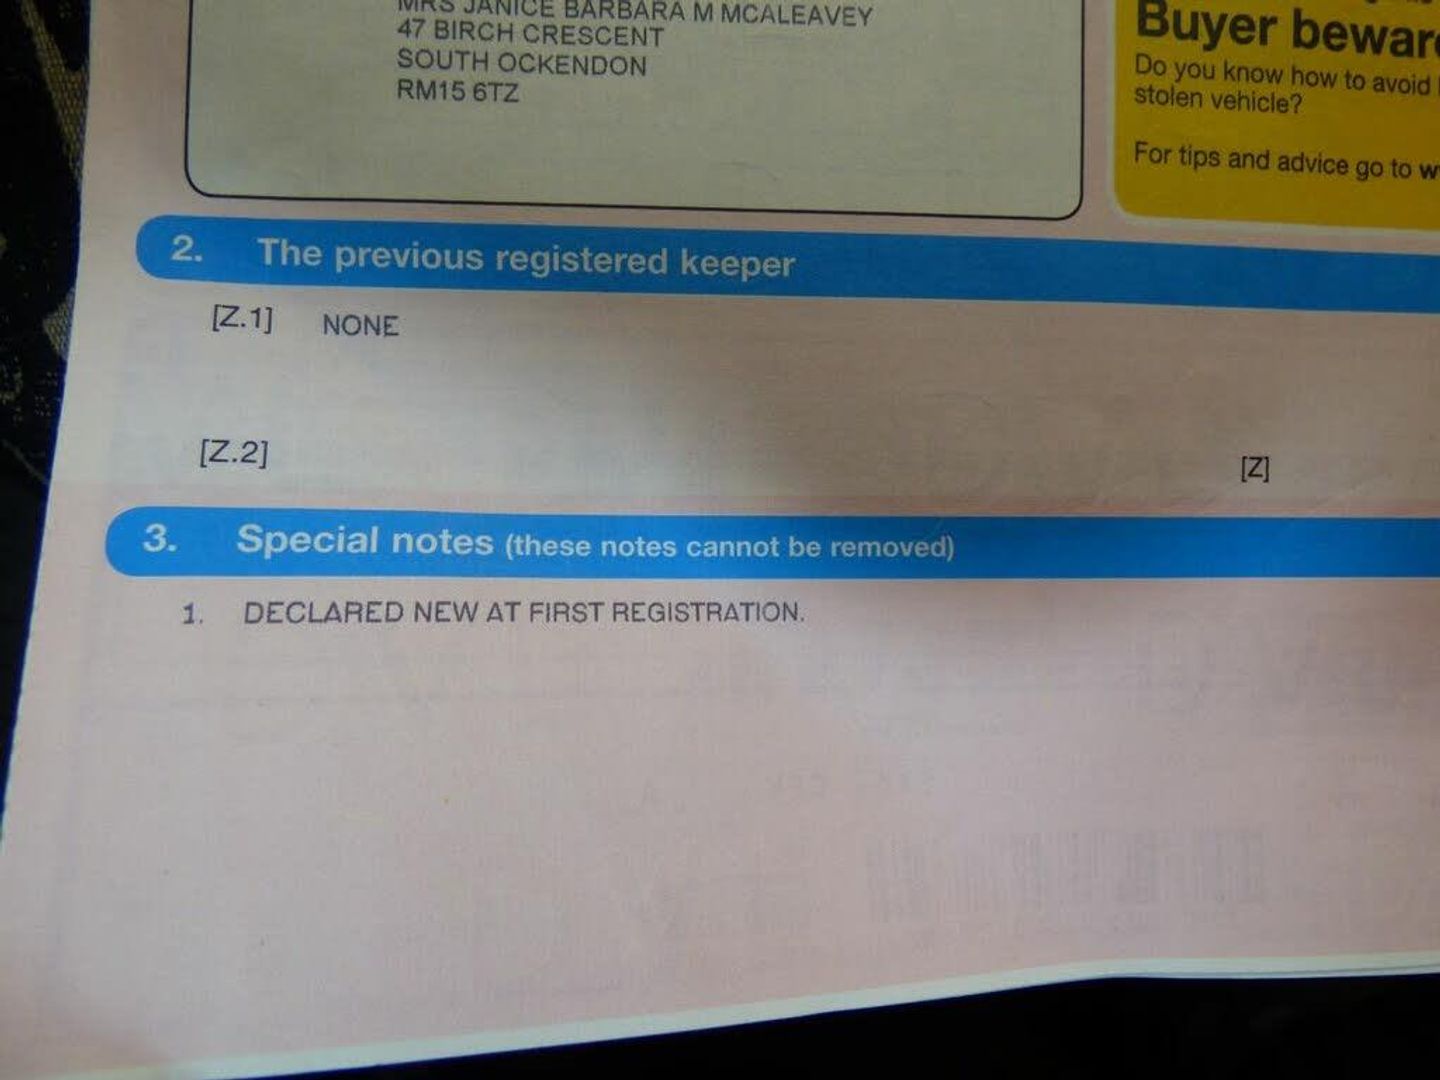 MRS JANICE BARBARA M MCALEAVEY
47 BIRCH CRESCENT
SOUTH OCKENDON
RM15 6TZ
Buyer beware
Do you know how to avoid
stolen vehicle?
For tips and advice go to w
2. The previous registered keeper
[Z.1] NONE
[Z.2]
[Z]
3. Special notes (these notes cannot be removed)
1. DECLARED NEW AT FIRST REGISTRATION.